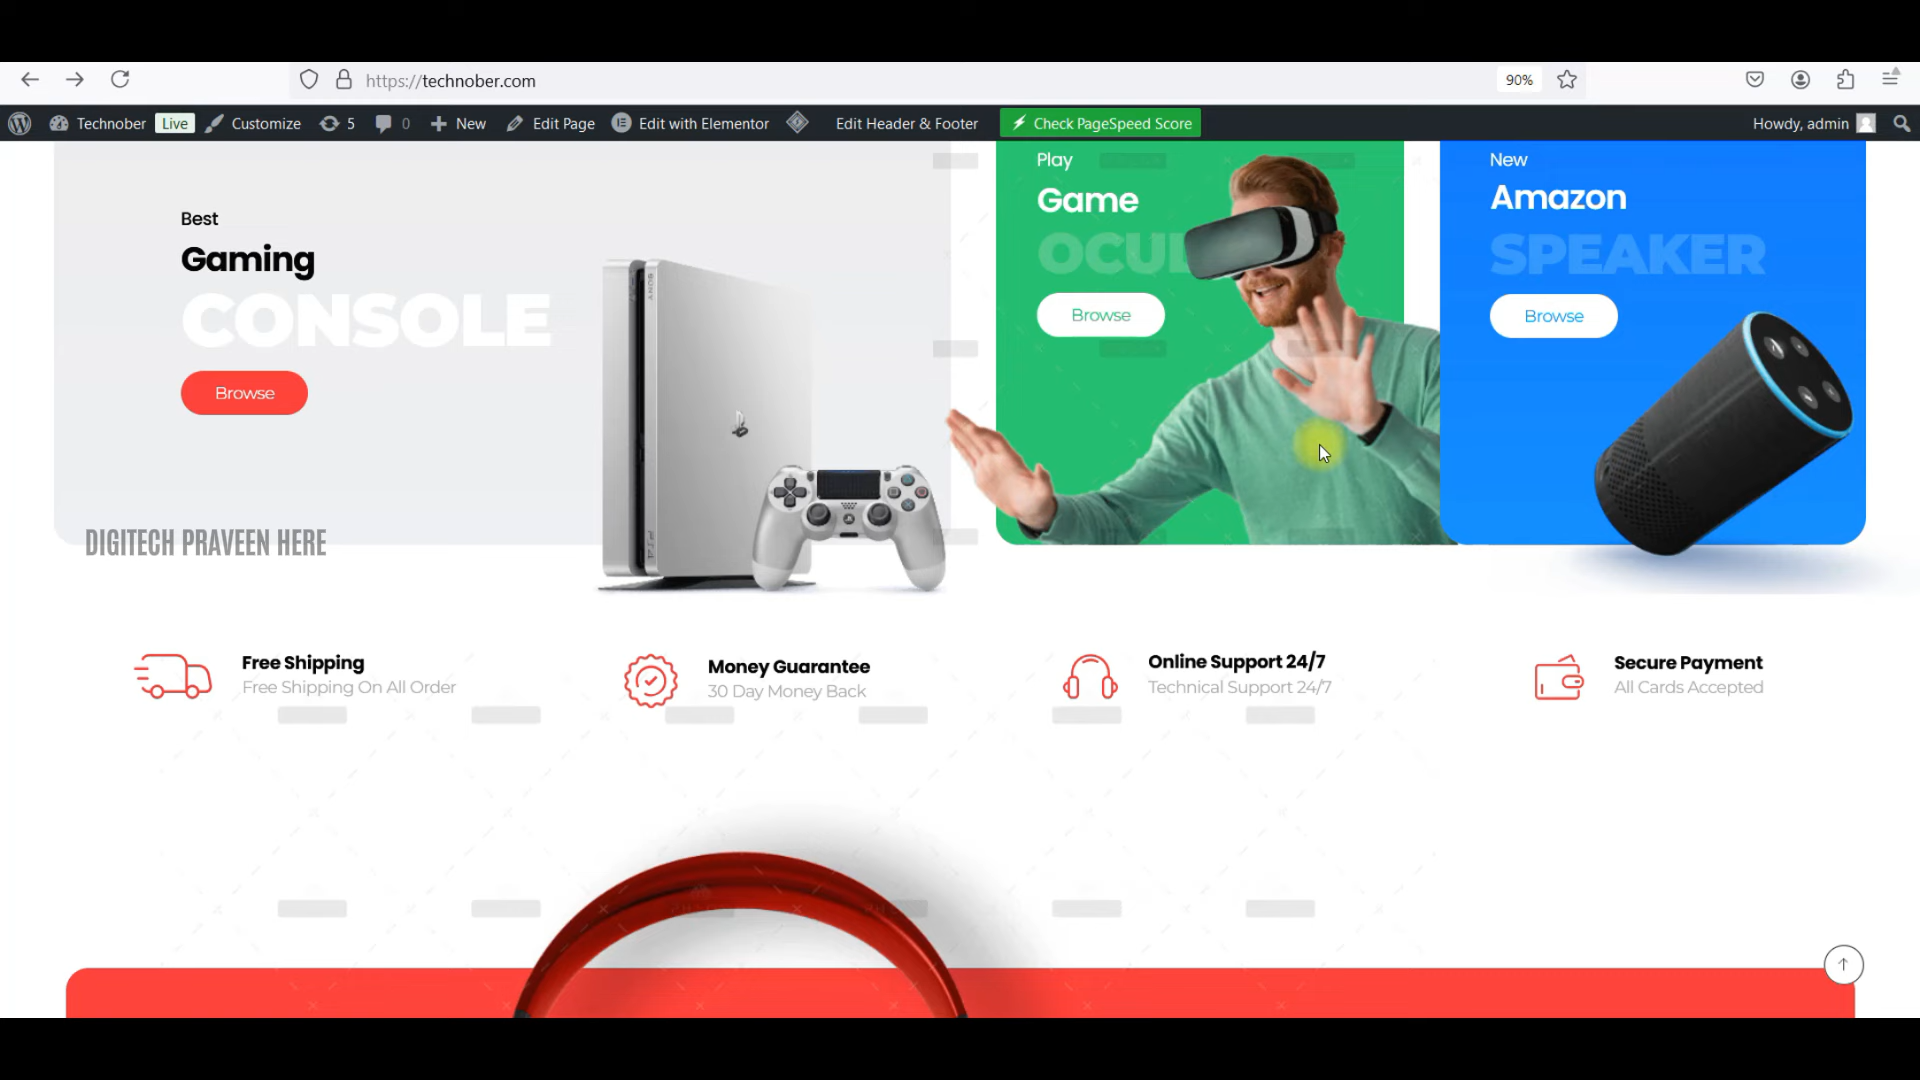 https://technober.com
90%
Technober
Live
Customize
5
0
New
Edit Page
Edit with Elementor
Edit Header & Footer
Check PageSpeed Score
Howdy, admin
Best
Gaming
CONSOLE
Browse
Play
Game
Browse
New
Amazon
SPEAKER
Browse
SONY
PS4
DIGITECH PRAVEEN HERE
Free Shipping
Free Shipping On All Order
Money Guarantee
30 Day Money Back
Online Support 24/7
Technical Support 24/7
Secure Payment
All Cards Accepted